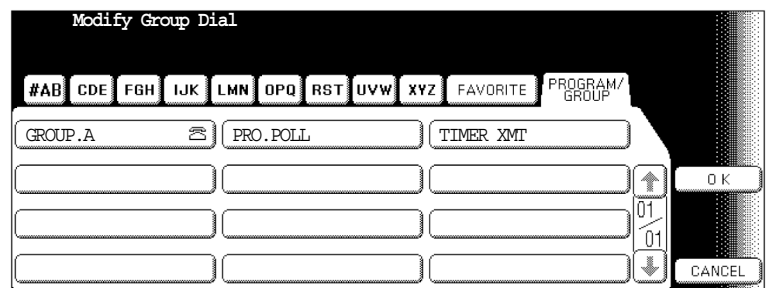 Modify Group Dial
#AB CDE FGH IJK LMN OPQ RST UVW XYZ FAVORITE PROGRAM/
GROUP
GROUP.A PRO.POLL TIMER XMT
OK
01
/01
CANCEL